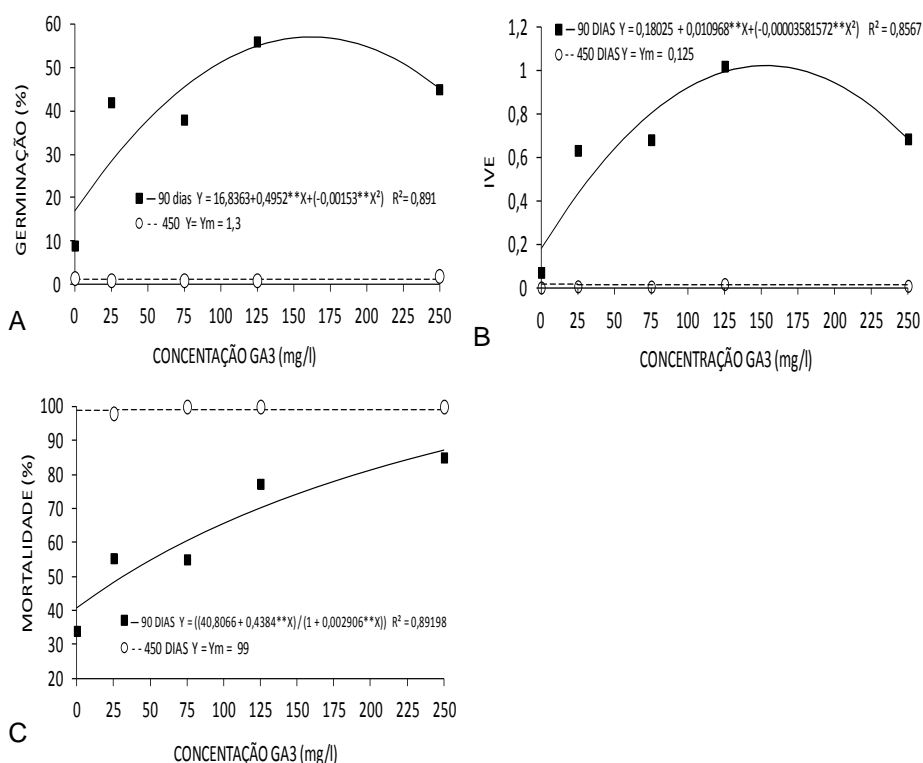 GERMINAÇÃO (%)
60
50
40
30
20
10
0
■ — 90 dias Y = 16,8363+0,4952**X+(-0,00153**X²) R²=0,891
○ - - 450 Y= Ym = 1,3
0 25 50 75 100 125 150 175 200 225 250
A
CONCENTAÇÃO GA3 (mg/l)
IVE
■ — 90 DIAS Y = 0,18025 + 0,010968**X+(-0,00003581572**X²) R² = 0,8567
○ - - 450 DIAS Y = Ym = 0,125
1,2
1
0,8
0,6
0,4
0,2
0
0 25 50 75 100 125 150 175 200 225 250
B
CONCENTRAÇÃO GA3 (mg/l)
MORTALIDADE (%)
100
90
80
70
60
50
40
30
20
■ — 90 DIAS Y = ((40,8066 + 0,4384**X) / (1 + 0,002906**X)) R² = 0,89198
○ - - 450 DIAS Y = Ym = 99
0 25 50 75 100 125 150 175 200 225 250
C
CONCENTAÇÃO GA3 (mg/l)